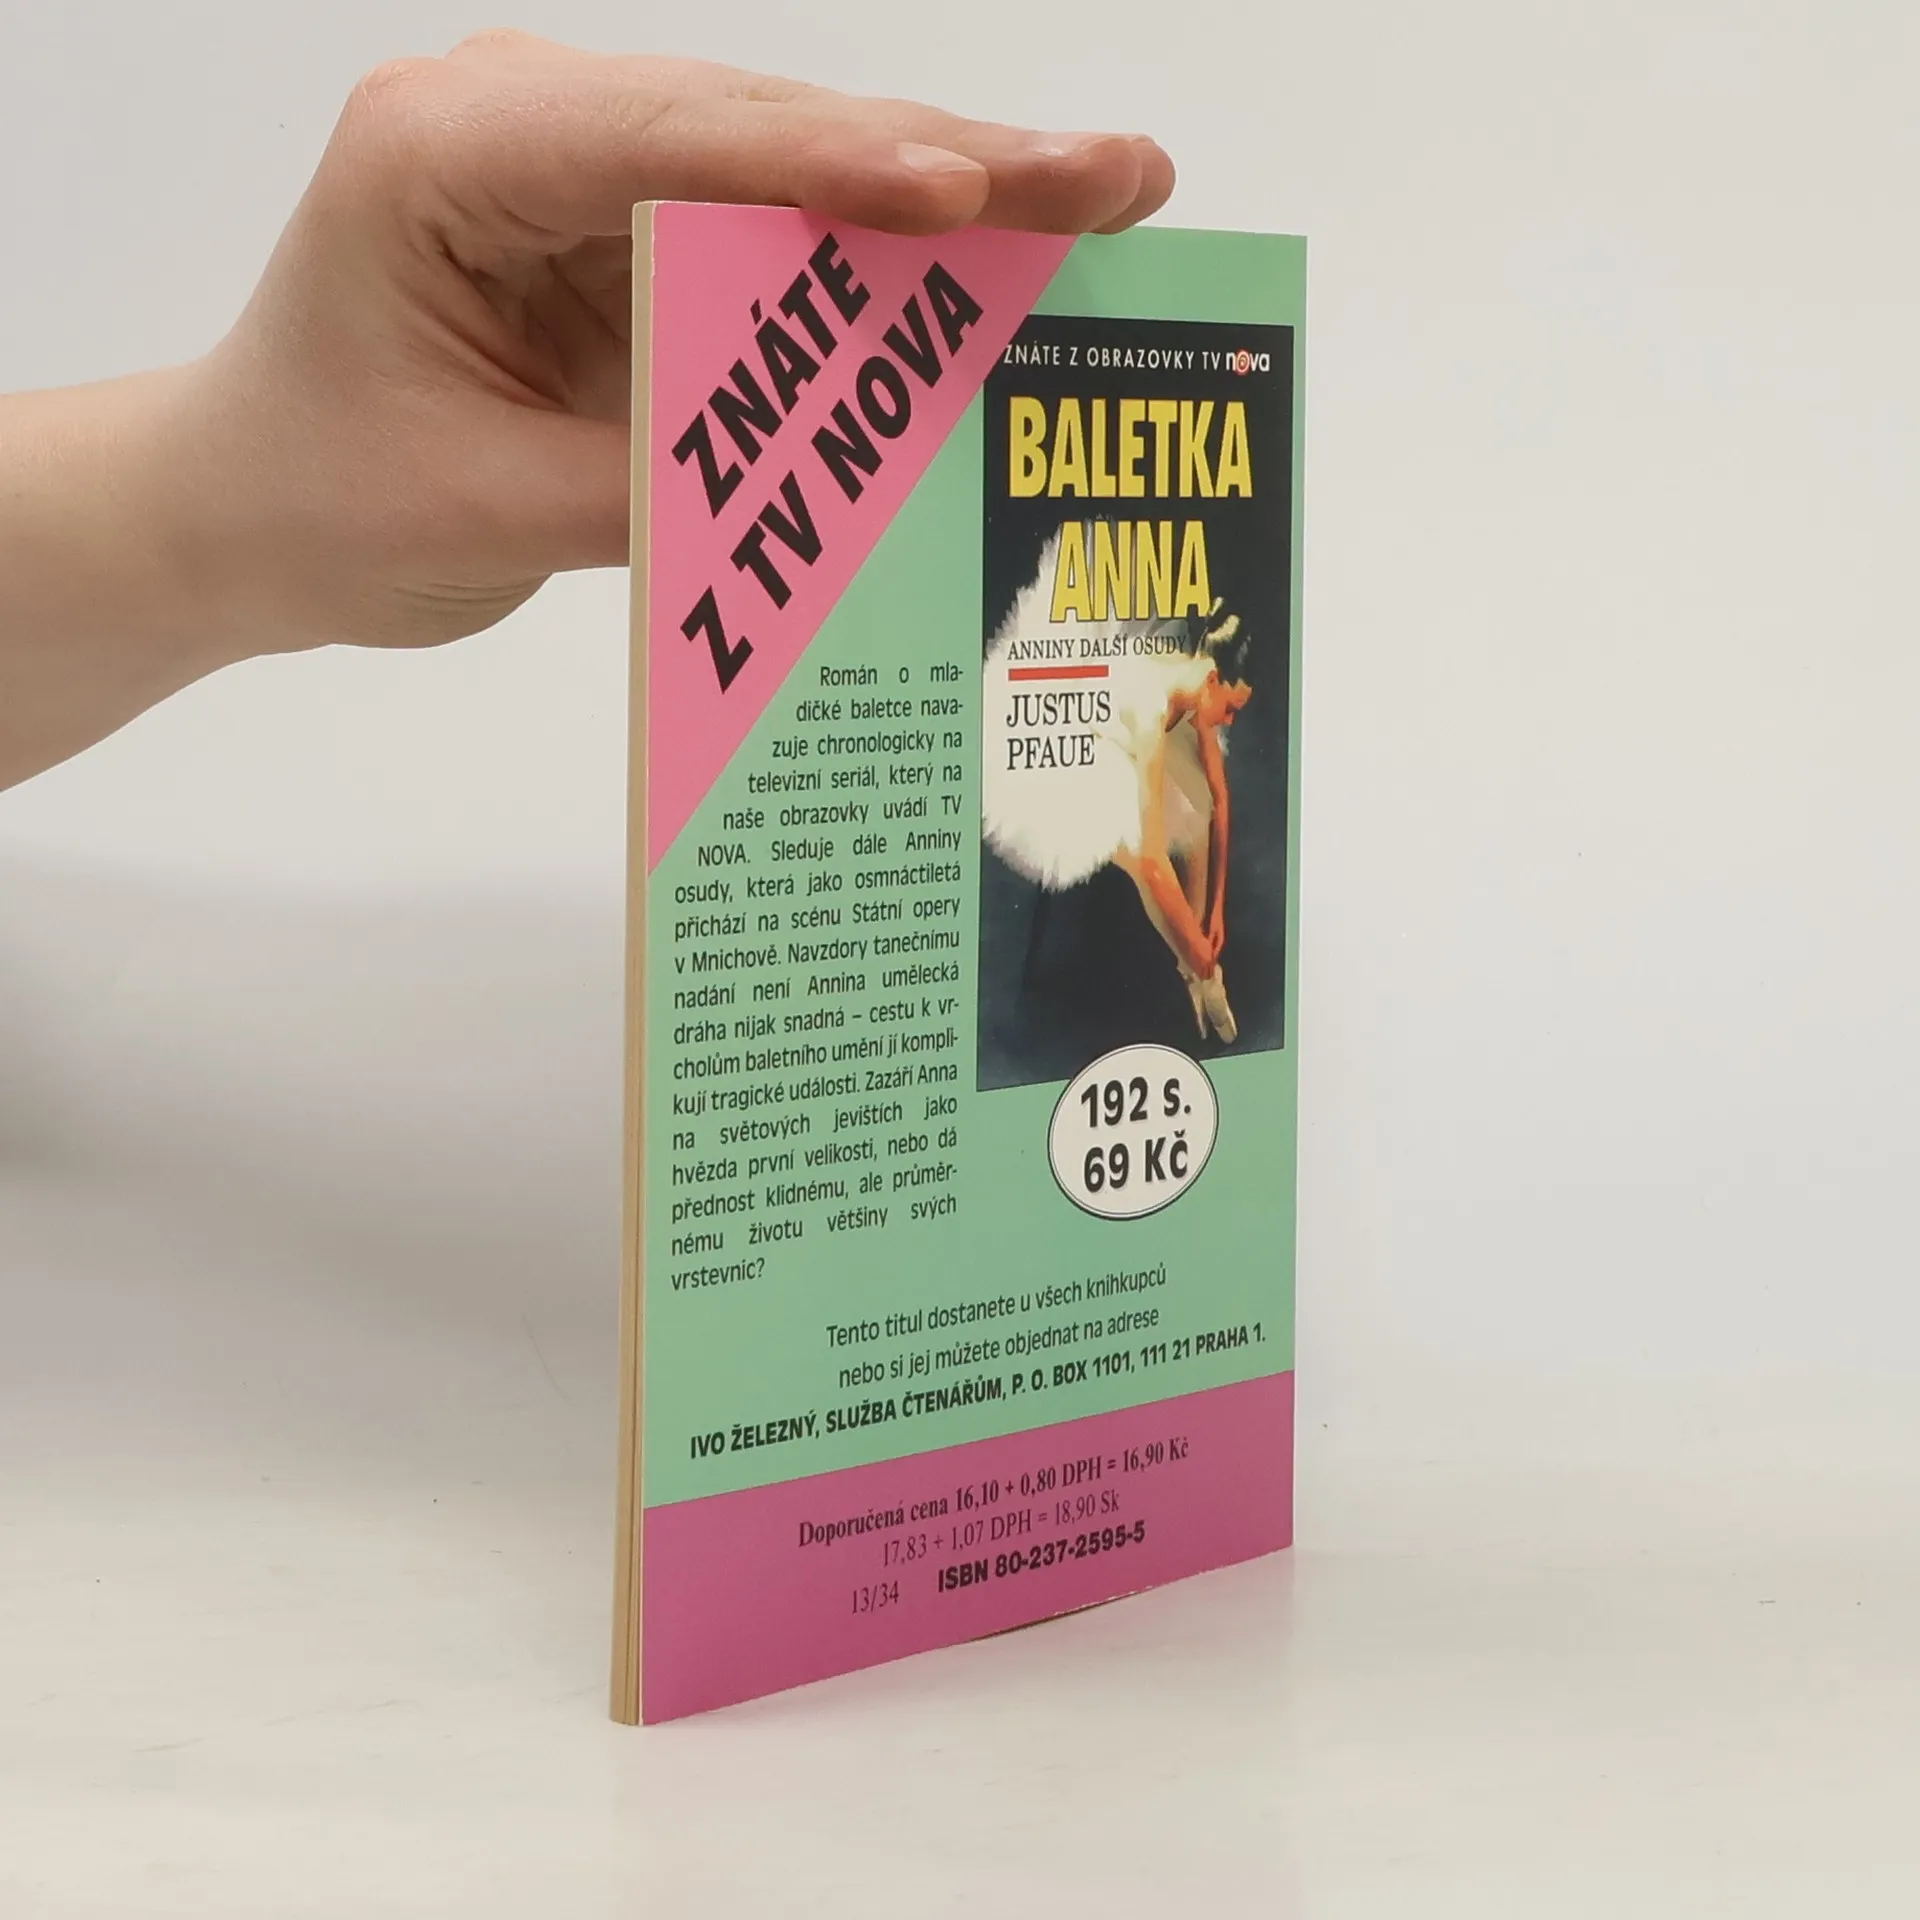 ZNÁTE
Z TV NOVA
ZNÁTE Z OBRAZOVKY TV nova
BALETKA
ANNA
ANNINY DALŠÍ OSUDY
JUSTUS
PFAUE
Román o mla-
dičké baletce nava-
zuje chronologicky na
televizní seriál, který na
naše obrazovky uvádí TV
NOVA. Sleduje dále Anniny
osudy, která jako osmnáctiletá
přichází na scénu Státní opery
v Mnichově. Navzdory tanečnímu
nadání není Annina umělecká
dráha nijak snadná – cestu k vr-
cholům baletního umění jí kompli-
kují tragické události. Zazáří Anna
na světových jevištích jako
hvězda první velikosti, nebo dá
přednost klidnému, ale průměr-
nému životu většiny svých
vrstevnic?
192 s.
69 Kč
Tento titul dostanete u všech knihkupců
nebo si jej můžete objednat na adrese
IVO ŽELEZNÝ, SLUŽBA ČTENÁŘŮM, P. O. BOX 1101, 111 21 PRAHA 1.
Doporučená cena 16,10 + 0,80 DPH = 16,90 Kč
17,83 + 1,07 DPH = 18,90 Sk
13/34 ISBN 80-237-2595-5